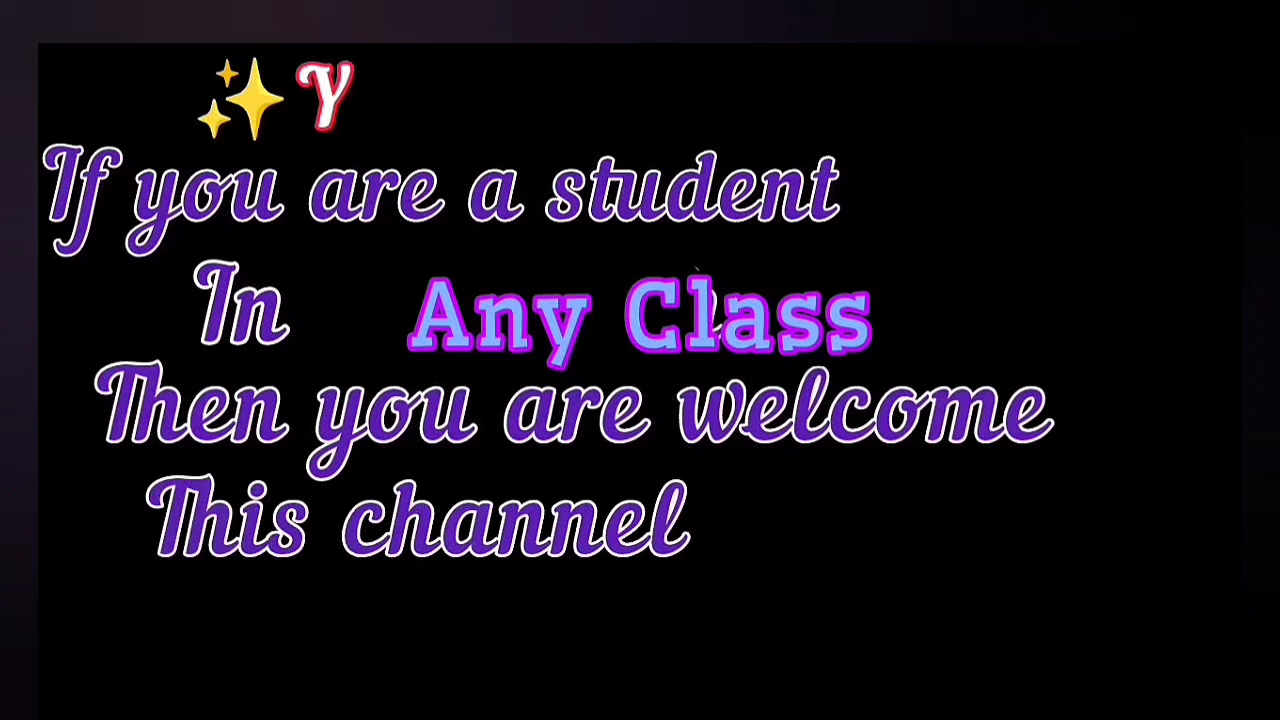 ✨Y
If you are a student
In Any Class
Then you are welcome
This channel